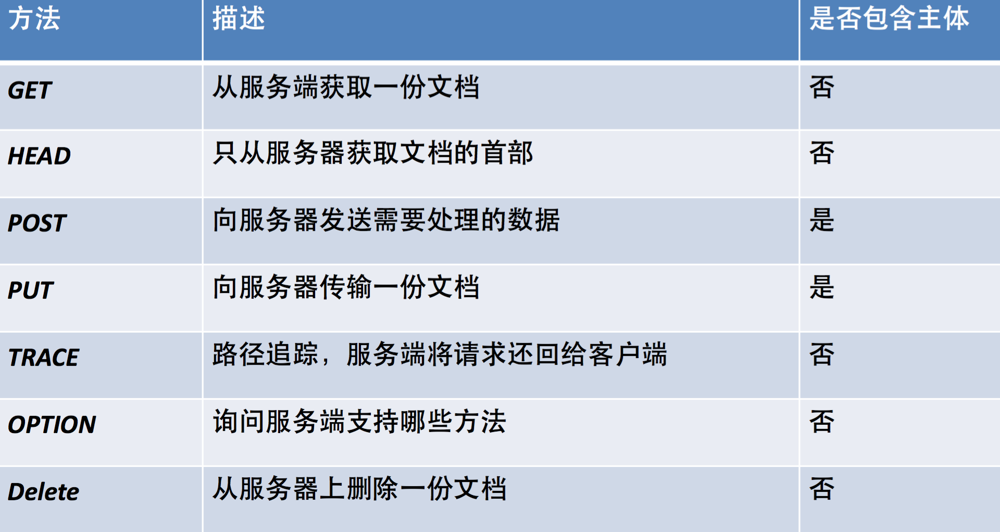 方法 描述 是否包含主体
GET 从服务端获取一份文档 否
HEAD 只从服务器获取文档的首部 否
POST 向服务器发送需要处理的数据 是
PUT 向服务器传输一份文档 是
TRACE 路径追踪，服务端将请求还回给客户端 否
OPTION 询问服务端支持哪些方法 否
Delete 从服务器上删除一份文档 否